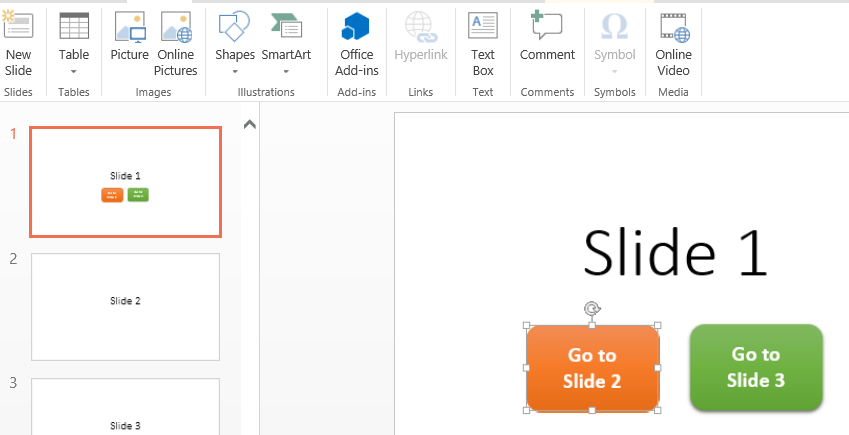 New
Slide
Table
Picture
Online
Pictures
Shapes
SmartArt
Office
Add-ins
Hyperlink
Text
Box
Comment
Symbol
Online
Video
Slides
Tables
Images
Illustrations
Add-ins
Links
Text
Comments
Symbols
Media
1
Slide 1
2
Slide 2
3
Slide 3
Slide 1
Go to
Slide 2
Go to
Slide 3